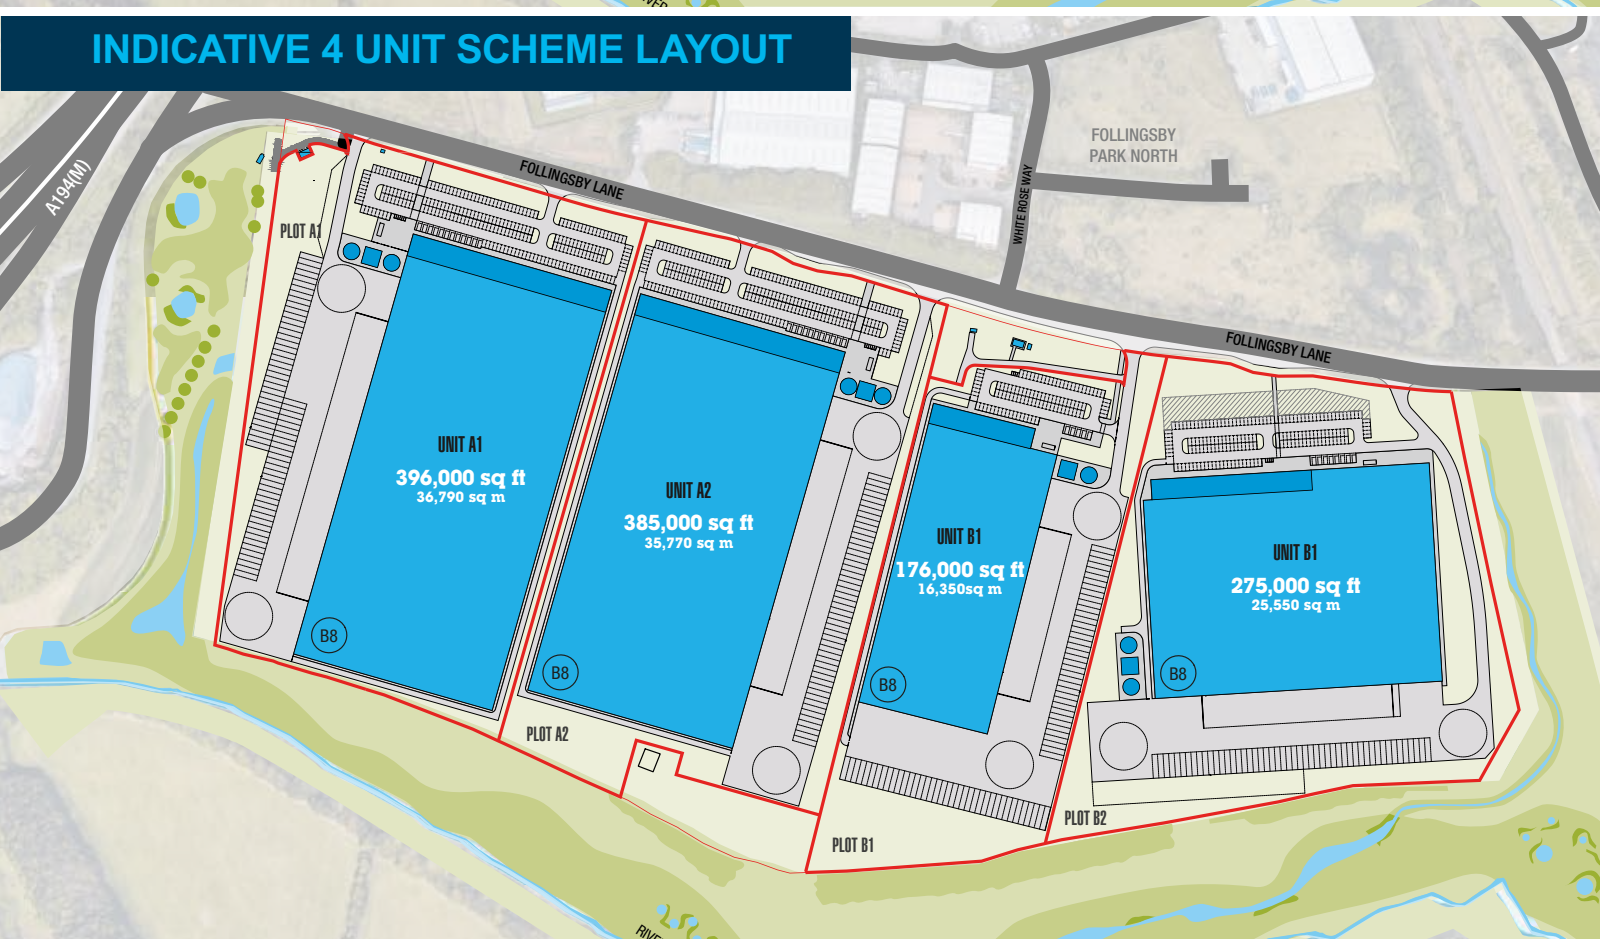 RIVER
INDICATIVE 4 UNIT SCHEME LAYOUT
A194(M)
FOLLINGSBY LANE
WHITE ROSE WAY
FOLLINGSBY
PARK NORTH
FOLLINGSBY LANE
PLOT A1
UNIT A1
396,000 sq ft
36,790 sq m
B8
UNIT A2
385,000 sq ft
35,770 sq m
B8
PLOT A2
UNIT B1
176,000 sq ft
16,350sq m
B8
PLOT B1
UNIT B1
275,000 sq ft
25,550 sq m
B8
PLOT B2